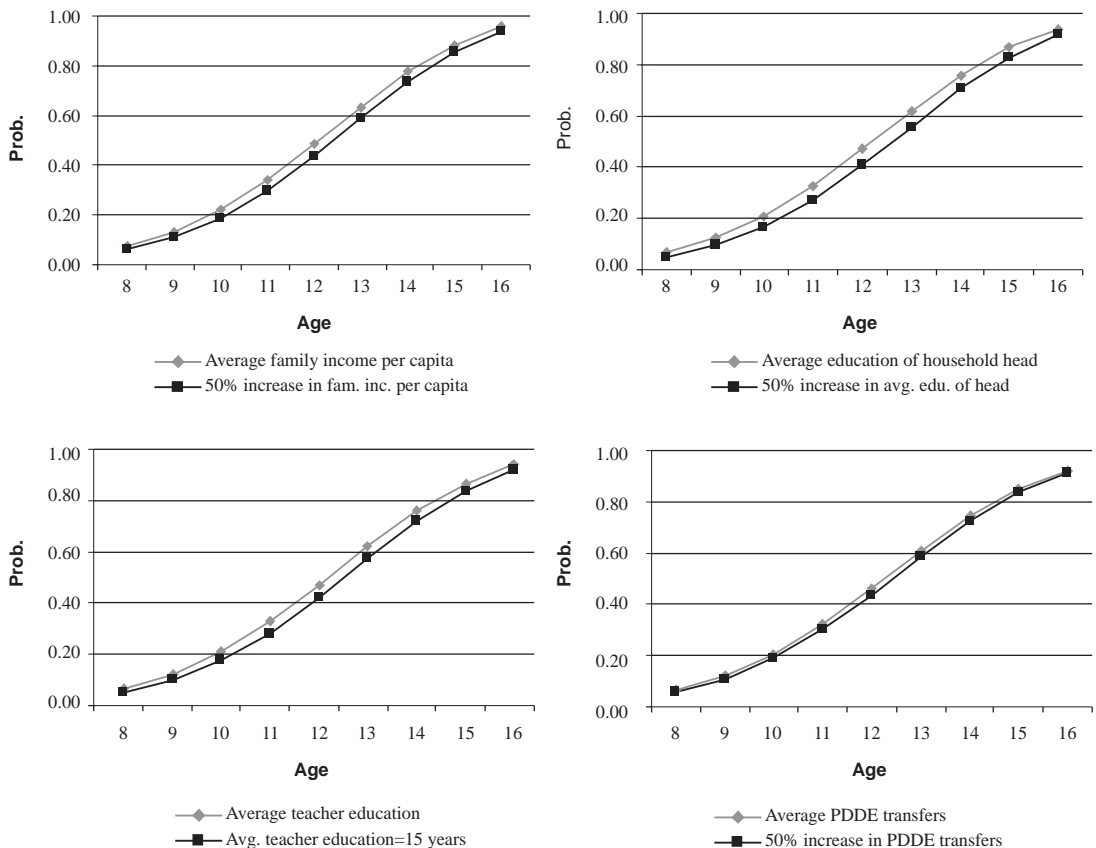 1.00
0.80
0.60
0.40
0.20
0.00
Prob.
8 9 10 11 12 13 14 15 16
Age
Average family income per capita
50% increase in fam. inc. per capita
1.00
0.80
0.60
0.40
0.20
0.00
Prob.
8 9 10 11 12 13 14 15 16
Age
Average education of household head
50% increase in avg. edu. of head
1.00
0.80
0.60
0.40
0.20
0.00
Prob.
8 9 10 11 12 13 14 15 16
Age
Average teacher education
Avg. teacher education=15 years
1.00
0.80
0.60
0.40
0.20
0.00
Prob.
8 9 10 11 12 13 14 15 16
Age
Average PDDE transfers
50% increase in PDDE transfers